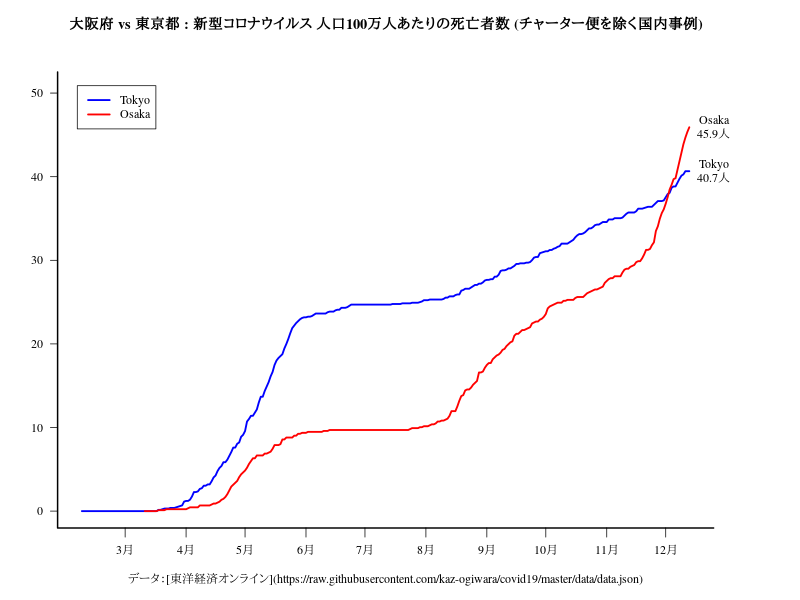 大阪府 vs 東京都 : 新型コロナウイルス 人口100万人あたりの死亡者数 (チャーター便を除く国内事例)
50
40
30
20
10
0
Tokyo
Osaka
Osaka
45.9人
Tokyo
40.7人
3月
4月
5月
6月
7月
8月
9月
10月
11月
12月
データ：[東洋経済オンライン](https://raw.githubusercontent.com/kaz-ogiwara/covid19/master/data/data.json)